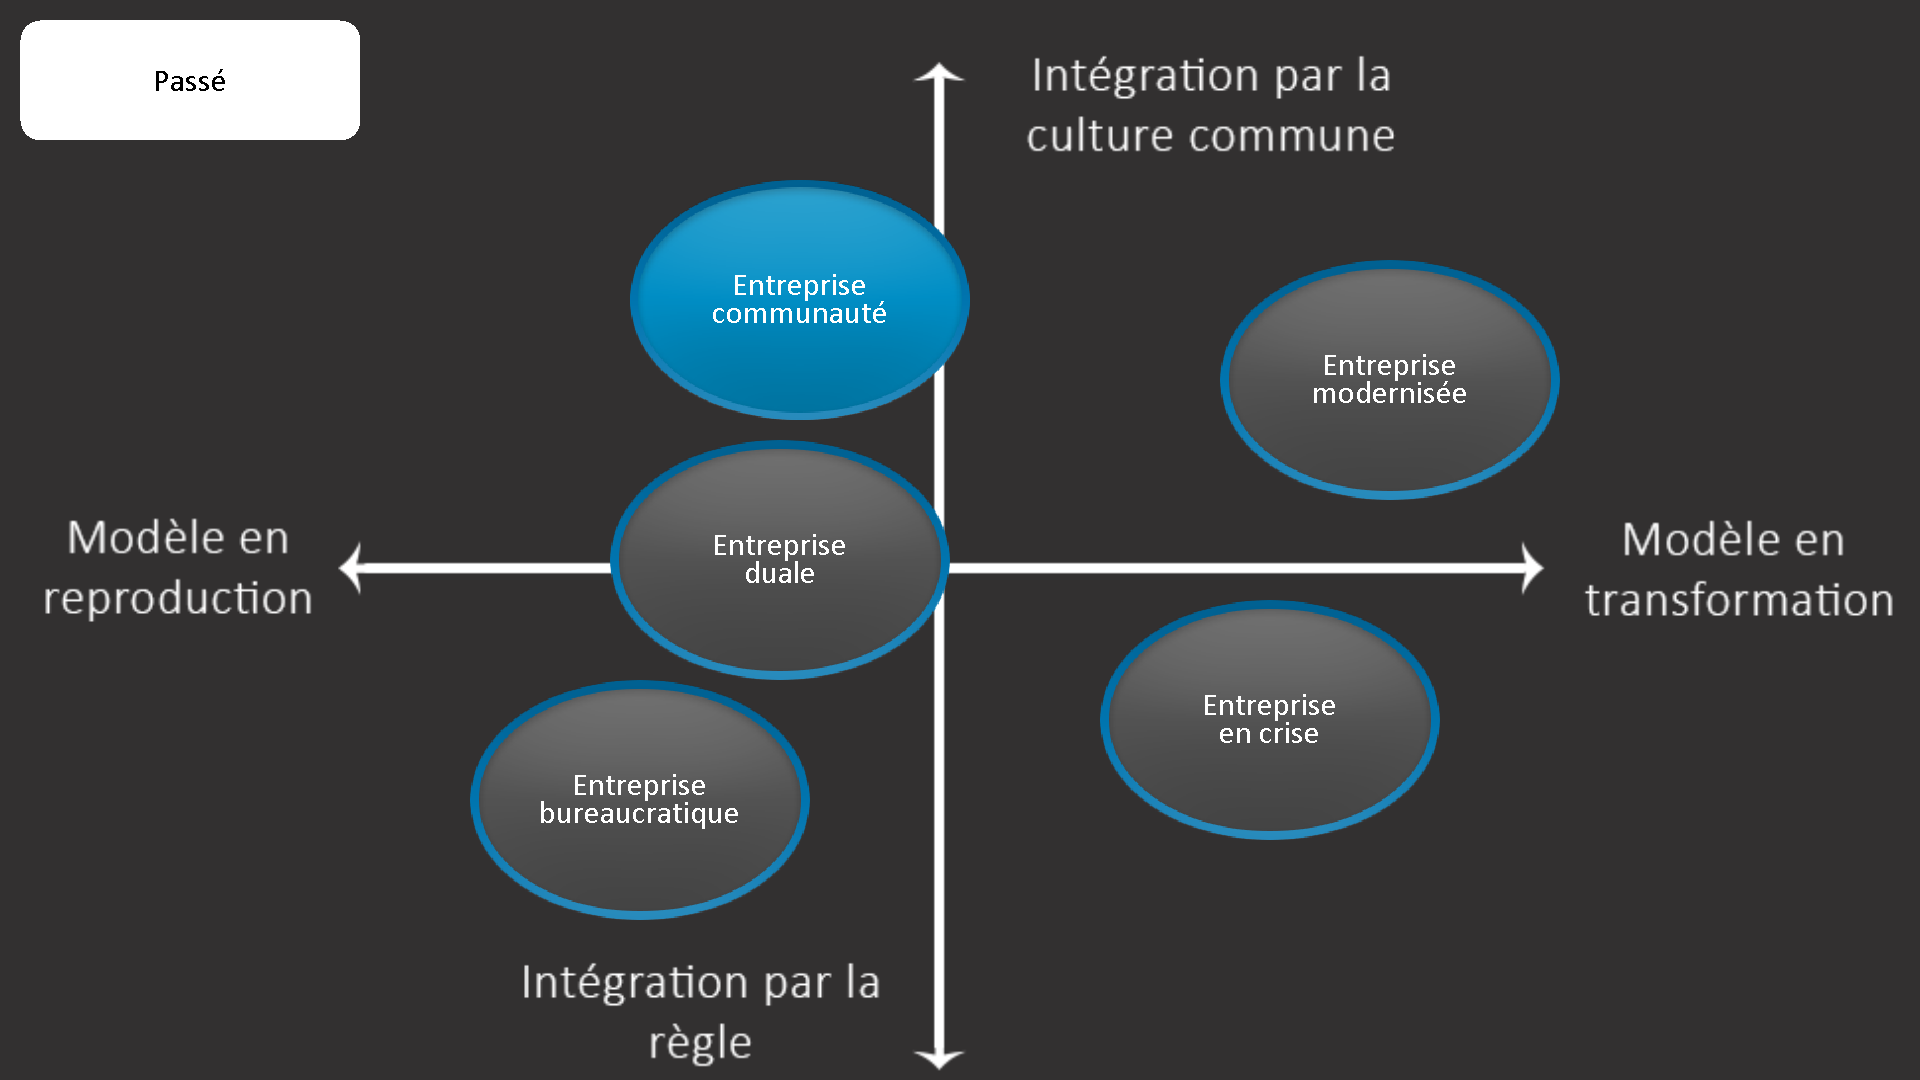 Passé
Intégration par la
culture commune
Entreprise
communauté
Entreprise
modernisée
Modèle en
reproduction
Entreprise
duale
Modèle en
transformation
Entreprise
en crise
Entreprise
bureaucratique
Intégration par la
règle